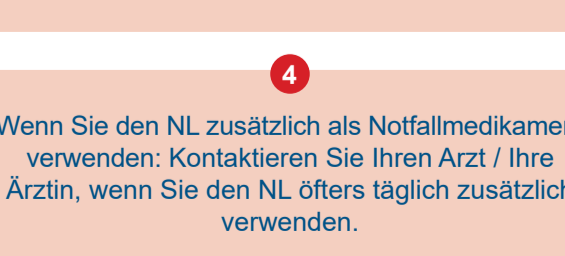 4
Wenn Sie den NL zusätzlich als Notfallmedikamen
verwenden: Kontaktieren Sie Ihren Arzt / Ihre
Ärztin, wenn Sie den NL öfters täglich zusätzlich
verwenden.